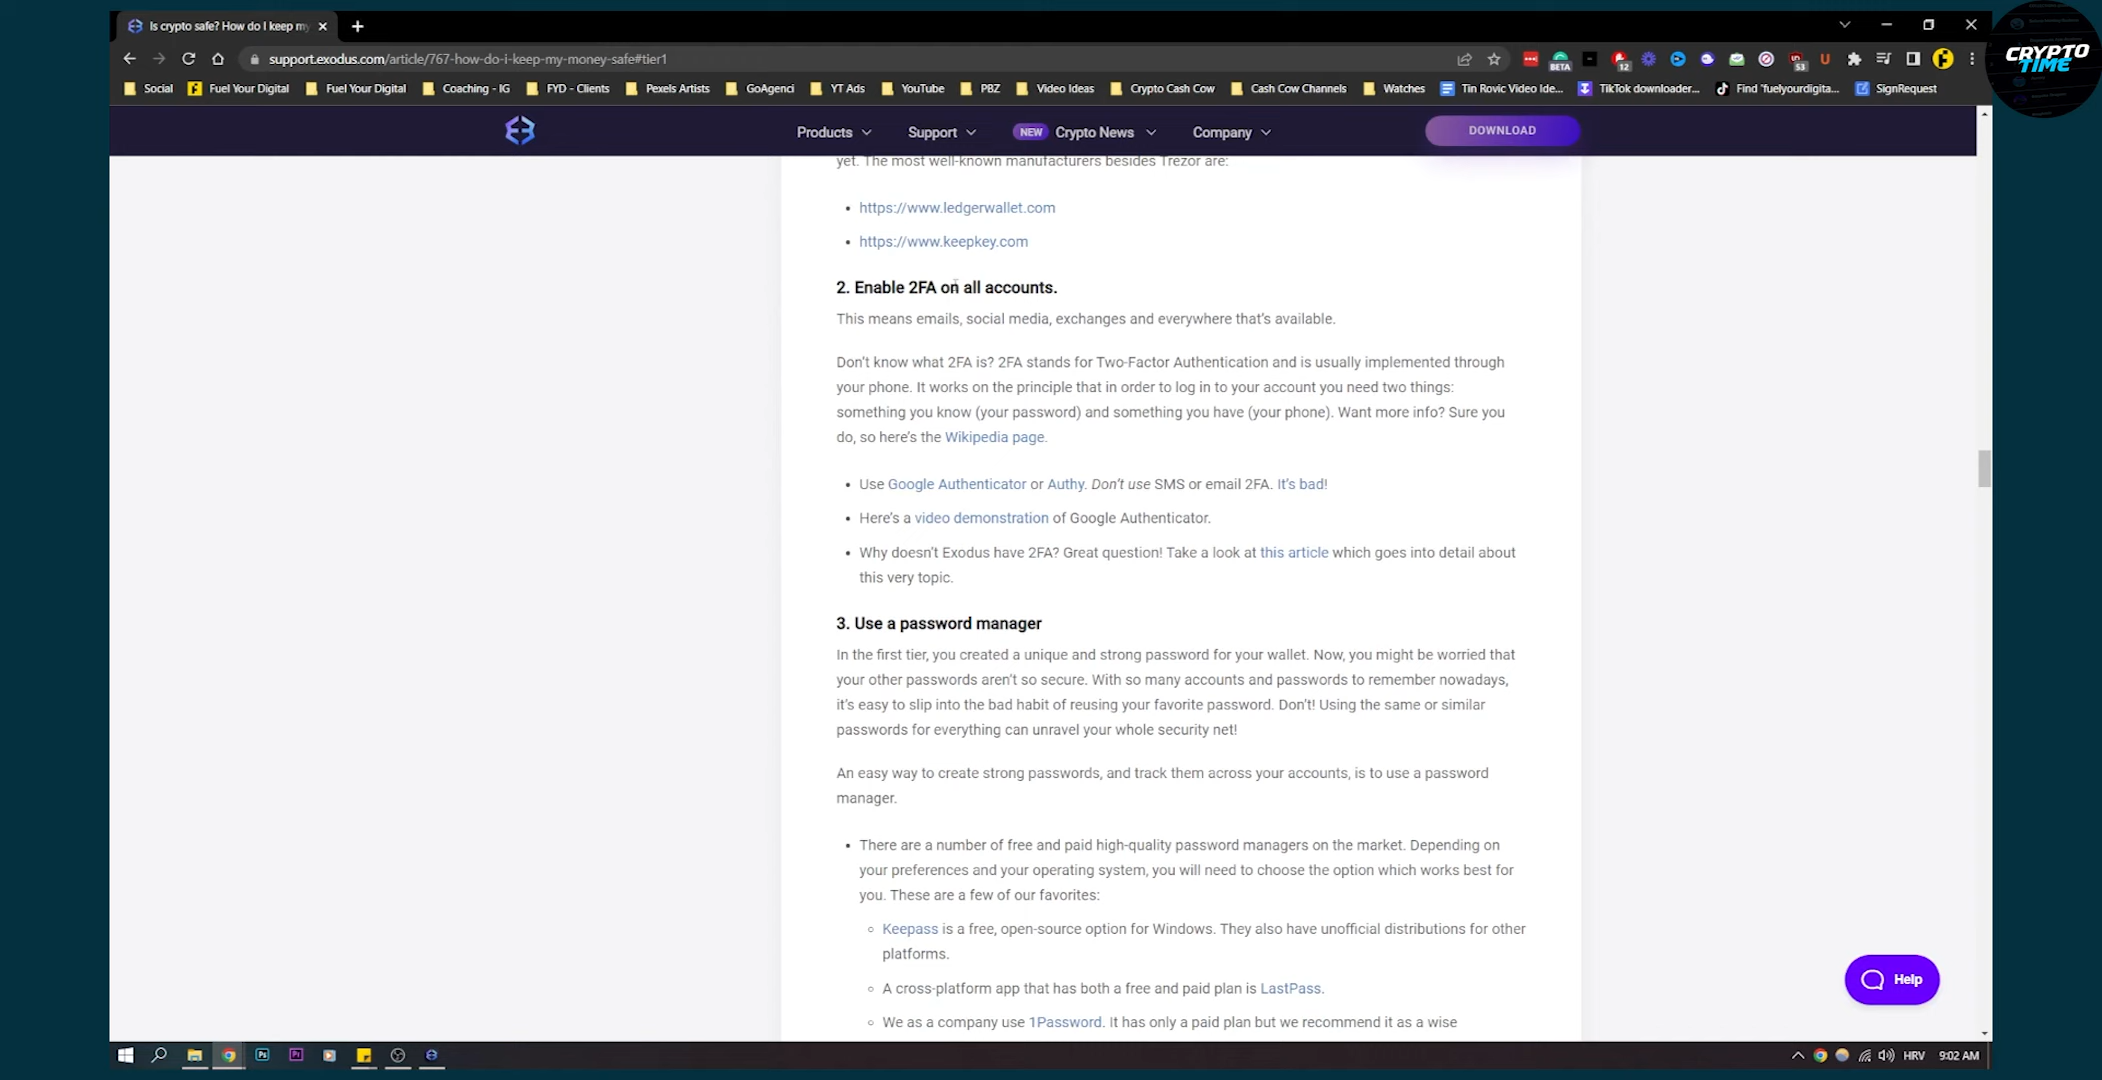 Is crypto safe? How do I keep my
CRYPTO
TIME
support.exodus.com/article/767-how-do-i-keep-my-money-safe#tier1
BETA
12
53
Social
Fuel Your Digital
Fuel Your Digital
Coaching - IG
FYD - Clients
Pexels Artists
GoAgenci
YT Ads
YouTube
PBZ
Video Ideas
Crypto Cash Cow
Cash Cow Channels
Watches
Tin Rovic Video Ide...
TikTok downloader...
Find 'fuelyourdigita...
SignRequest
Products
Support
NEW Crypto News
Company
DOWNLOAD
yet. The most well-known manufacturers besides Trezor are:
• https://www.ledgerwallet.com
• https://www.keepkey.com
2. Enable 2FA on all accounts.
This means emails, social media, exchanges and everywhere that's available.
Don't know what 2FA is? 2FA stands for Two-Factor Authentication and is usually implemented through
your phone. It works on the principle that in order to log in to your account you need two things:
something you know (your password) and something you have (your phone). Want more info? Sure you
do, so here's the Wikipedia page.
• Use Google Authenticator or Authy. Don't use SMS or email 2FA. It's bad!
• Here's a video demonstration of Google Authenticator.
• Why doesn't Exodus have 2FA? Great question! Take a look at this article which goes into detail about
this very topic.
3. Use a password manager
In the first tier, you created a unique and strong password for your wallet. Now, you might be worried that
your other passwords aren't so secure. With so many accounts and passwords to remember nowadays,
it's easy to slip into the bad habit of reusing your favorite password. Don't! Using the same or similar
passwords for everything can unravel your whole security net!
An easy way to create strong passwords, and track them across your accounts, is to use a password
manager.
• There are a number of free and paid high-quality password managers on the market. Depending on
your preferences and your operating system, you will need to choose the option which works best for
you. These are a few of our favorites:
◦ Keepass is a free, open-source option for Windows. They also have unofficial distributions for other
platforms.
◦ A cross-platform app that has both a free and paid plan is LastPass.
◦ We as a company use 1Password. It has only a paid plan but we recommend it as a wise
Help
Ps
Pr
HRV
9:02 AM